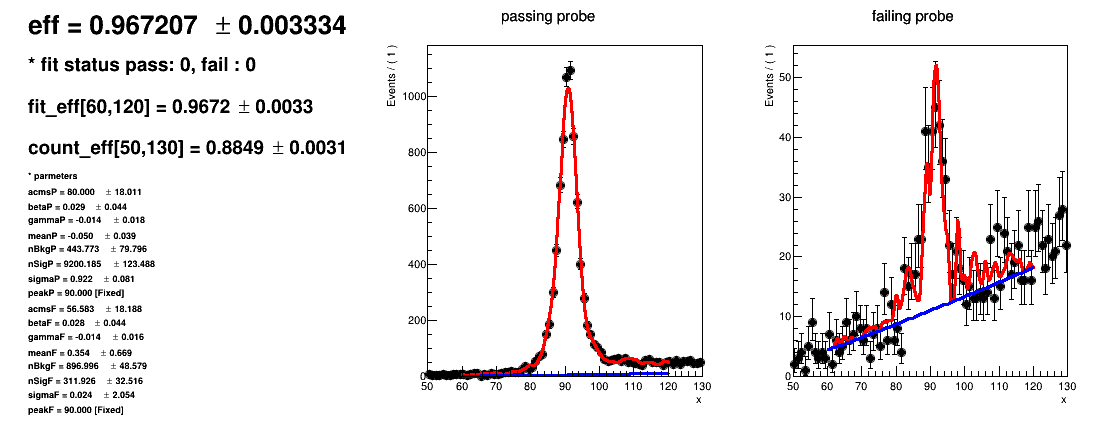 eff = 0.967207 ± 0.003334
* fit status pass: 0, fail : 0
fit_eff[60,120] = 0.9672 ± 0.0033
count_eff[50,130] = 0.8849 ± 0.0031
* parmeters
acmsP = 80.000 ± 18.011
betaP = 0.029 ± 0.044
gammaP = -0.014 ± 0.018
meanP = -0.050 ± 0.039
nBkgP = 443.773 ± 79.796
nSigP = 9200.185 ± 123.488
sigmaP = 0.922 ± 0.081
peakP = 90.000 [Fixed]
acmsF = 56.583 ± 18.188
betaF = 0.028 ± 0.044
gammaF = -0.014 ± 0.016
meanF = 0.354 ± 0.669
nBkgF = 896.996 ± 48.579
nSigF = 311.926 ± 32.516
sigmaF = 0.024 ± 2.054
peakF = 90.000 [Fixed]
passing probe
Events / ( 1 )
1000
800
600
400
200
0
50 60 70 80 90 100 110 120 130
x
failing probe
Events / ( 1 )
50
40
30
20
10
0
50 60 70 80 90 100 110 120 130
x